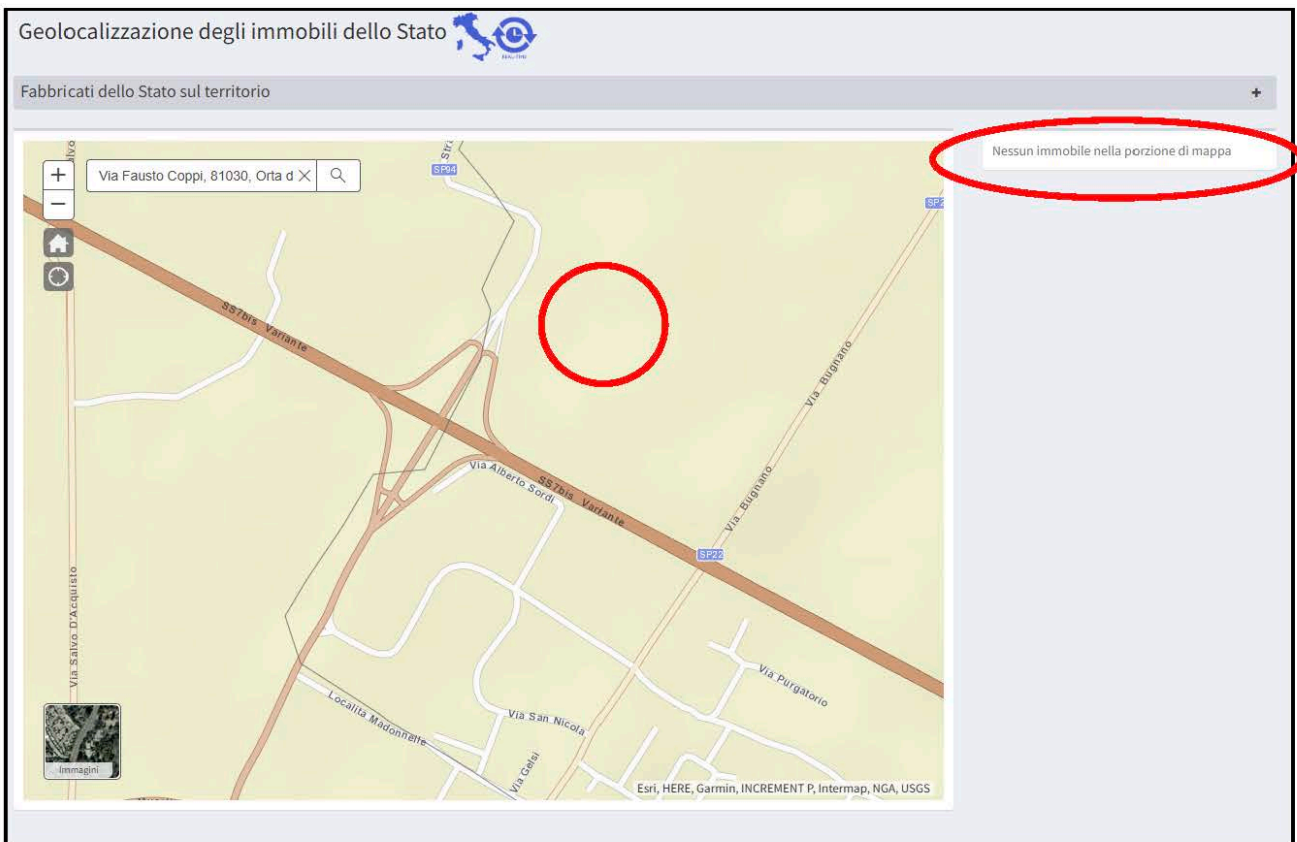 Geolocalizzazione degli immobili dello Stato
REAL-TIME
Fabbricati dello Stato sul territorio
+
Nessun immobile nella porzione di mappa
+
Via Fausto Coppi, 81030, Orta d
−
SP94
SS7bis Variante
Via Bugnano
Via Alberto Sordi
SS7bis Variante
Via Bugnano
SP22
Via Salvo D'Acquisto
Via Purgatorio
Località Madonnelle
Via San Nicola
Via Gelsi
Immagini
Esri, HERE, Garmin, INCREMENT P, Intermap, NGA, USGS